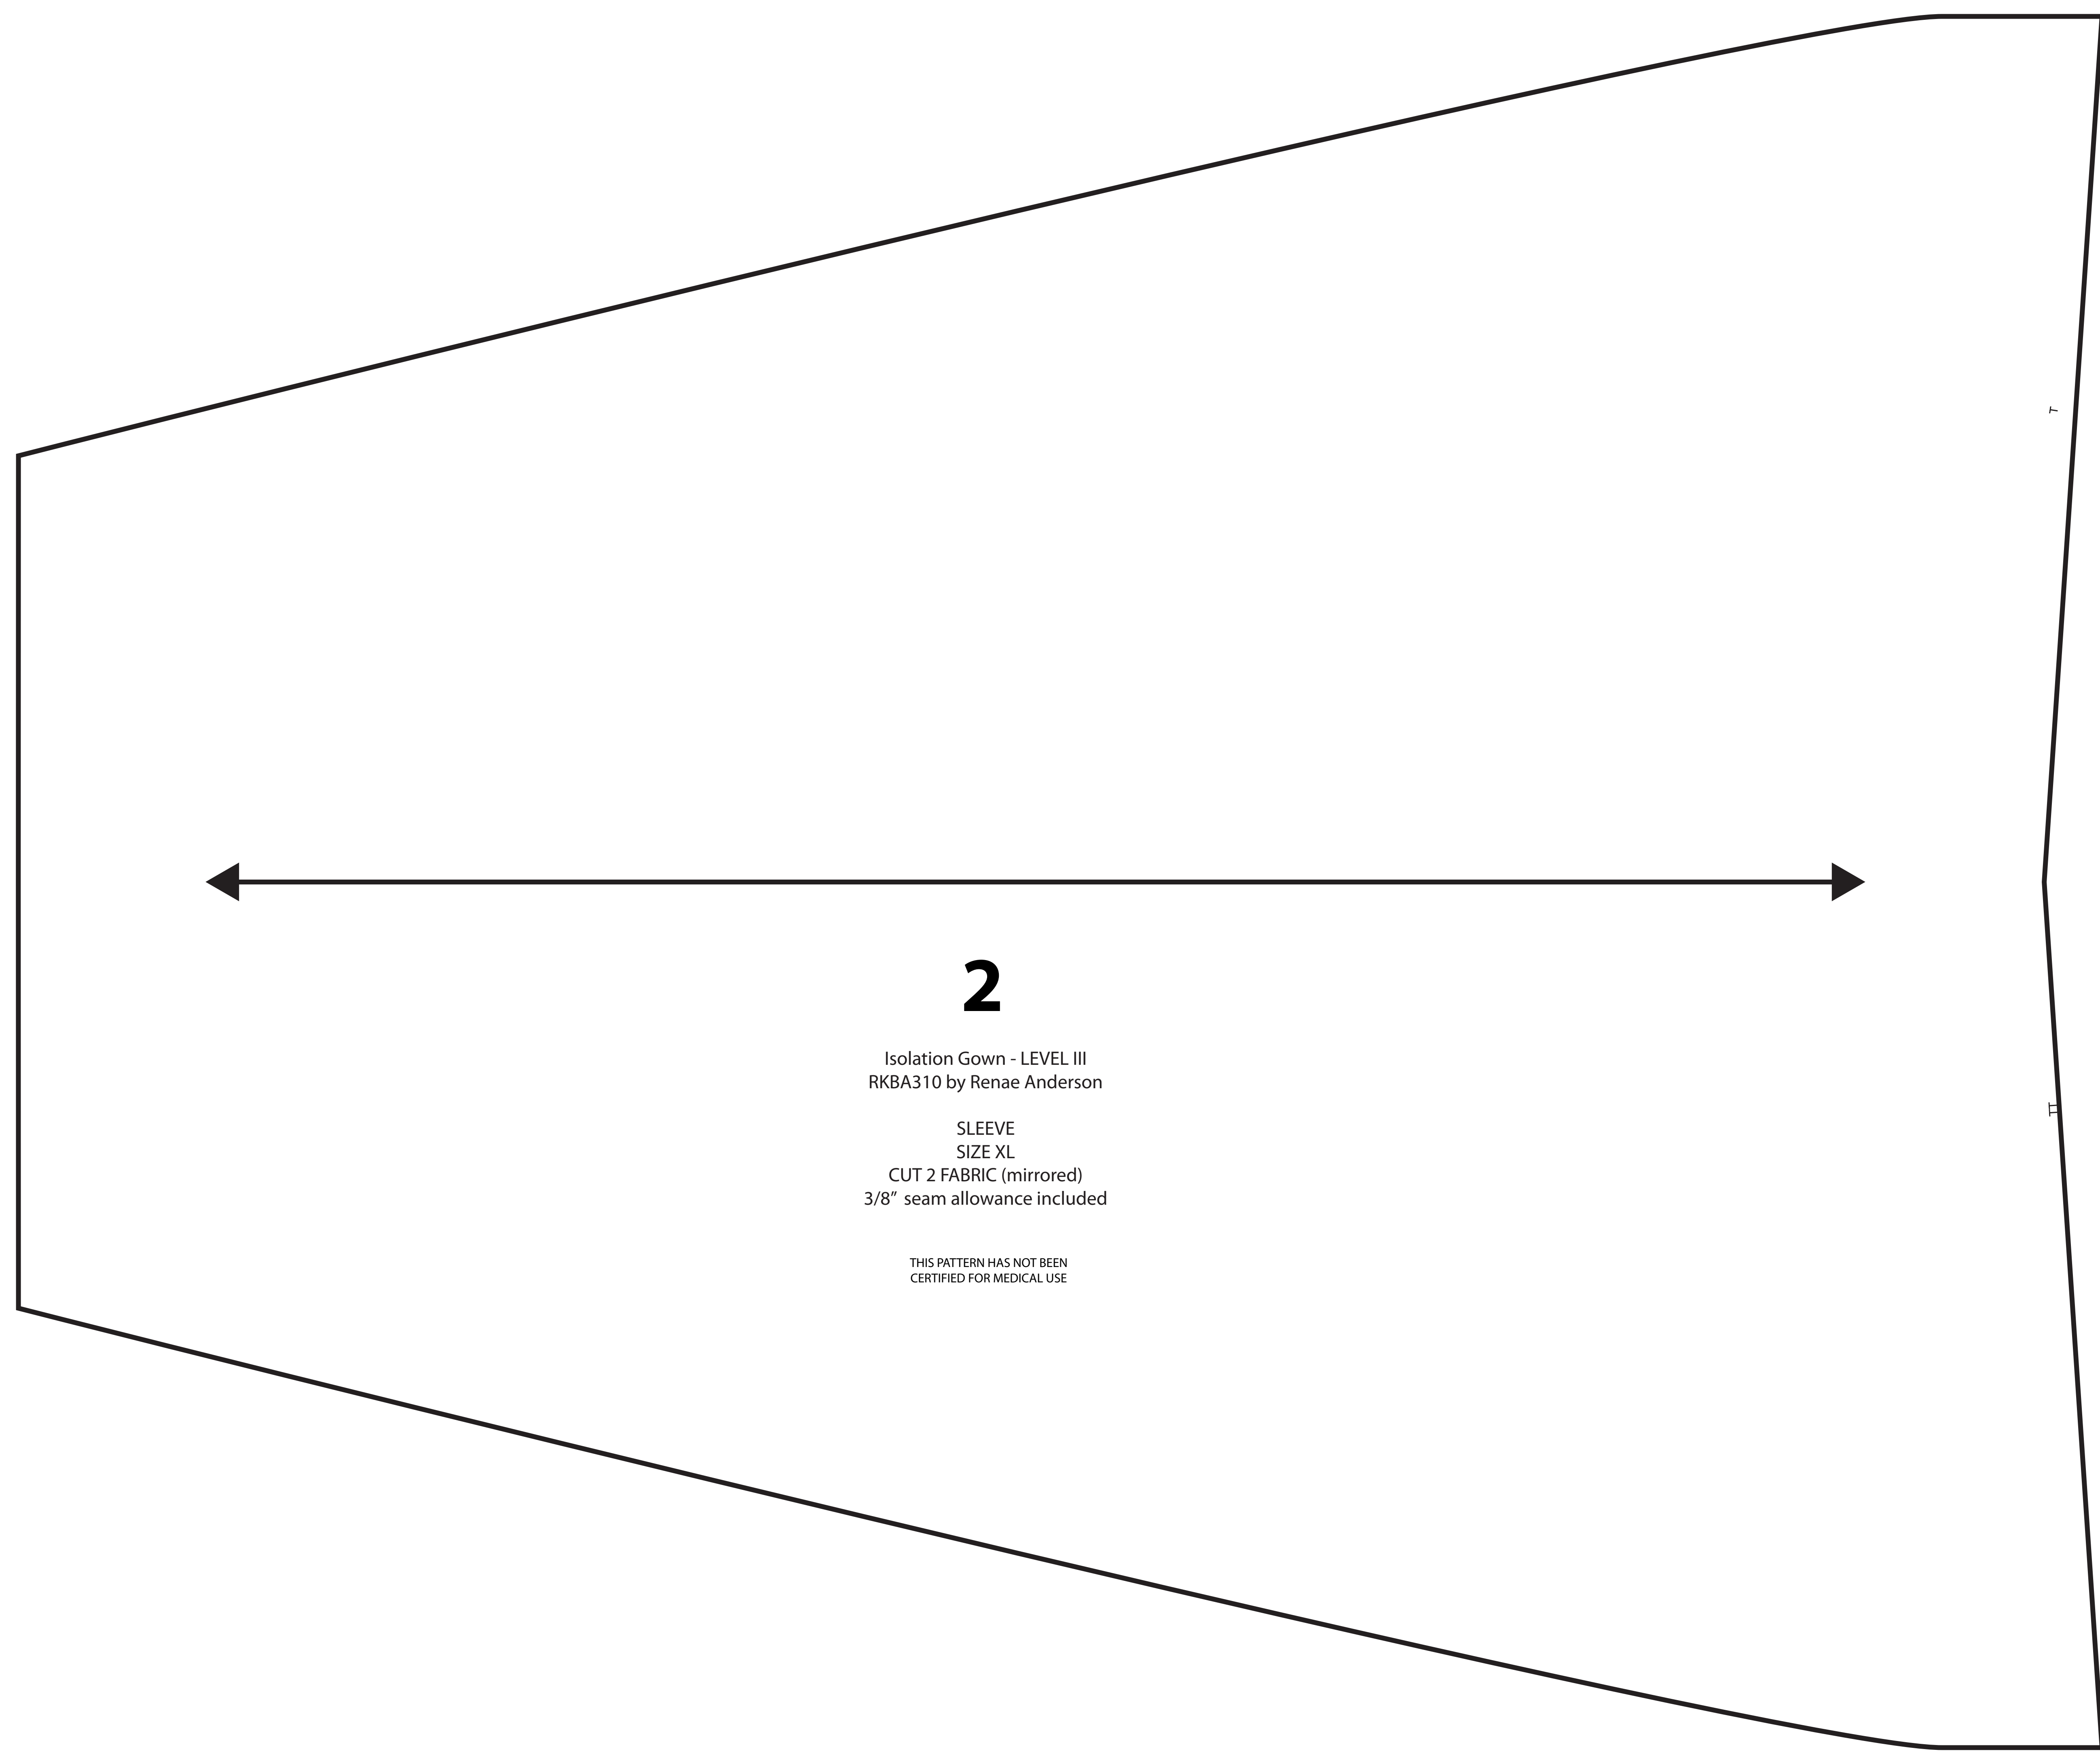 2
Isolation Gown - LEVEL III
RKBA310 by Renae Anderson
SLEEVE
SIZE XL
CUT 2 FABRIC (mirrored)
3/8” seam allowance included
THIS PATTERN HAS NOT BEEN
CERTIFIED FOR MEDICAL USE